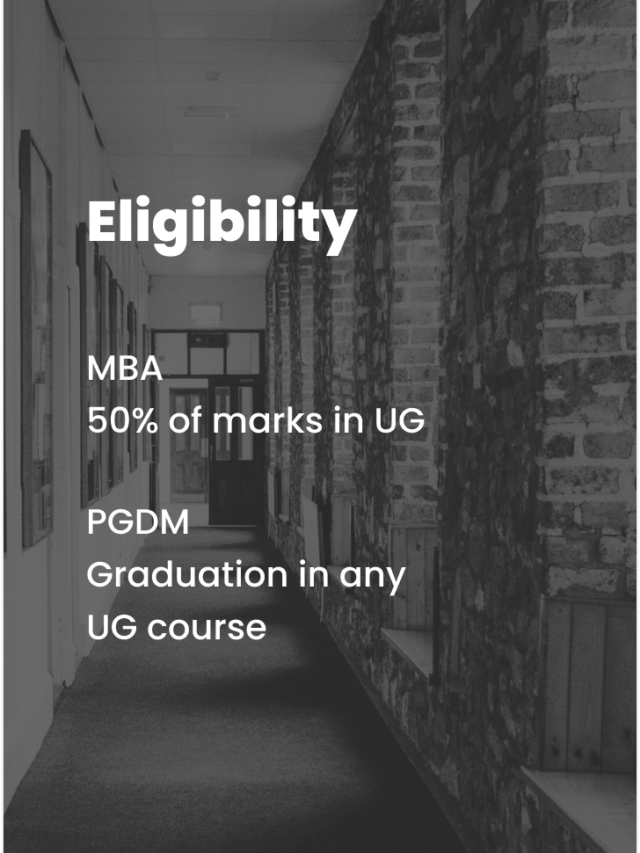 Eligibility
MBA
50% of marks in UG
PGDM
Graduation in any
UG course